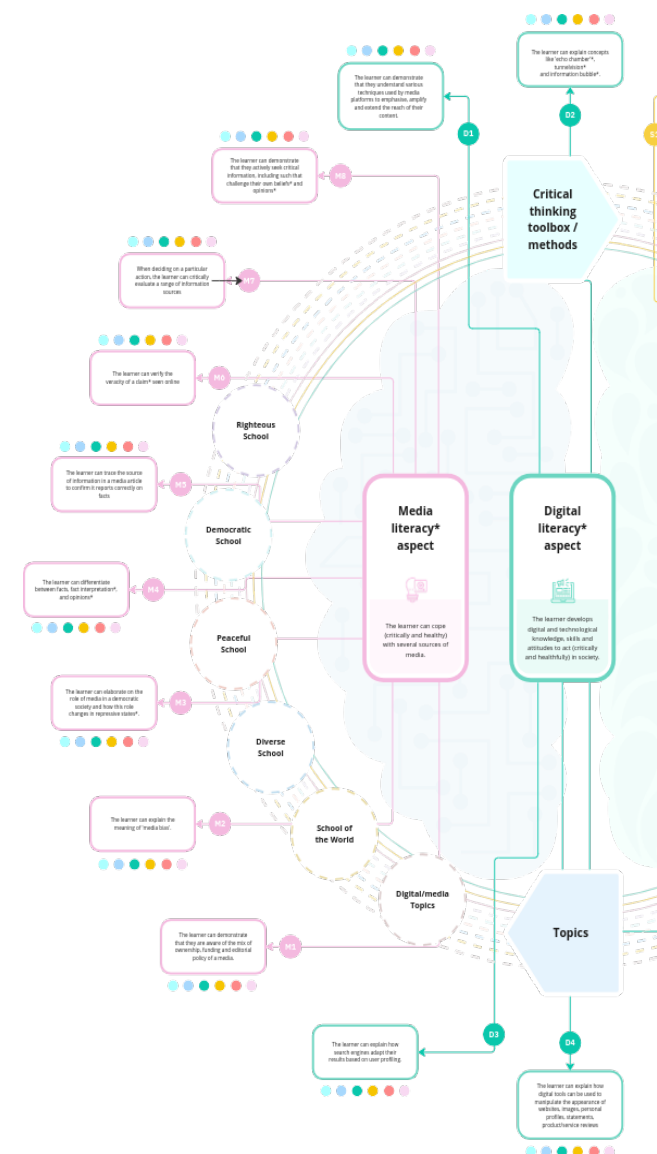 The learner can explain concepts
like 'echo chamber'*,
tunnelvision*
and information bubble*.
D2
The learner can demonstrate
that they understand various
techniques used by media
platforms to emphasise, amplify
and extend the reach of their
content.
D1
The learner can demonstrate
that they actively seek critical
information, including such that
challenge their own beliefs* and
opinions*
M8
Critical
thinking
toolbox /
methods
When deciding on a particular
action, the learner can critically
evaluate a range of information
sources
M7
The learner can verify the
veracity of a claim* seen online
M6
Righteous
School
The learner can trace the source
of information in a media article
to confirm it reports correctly on
facts
M5
Democratic
School
Media
literacy*
aspect
The learner can cope
(critically and healthy)
with several sources of
media.
Digital
literacy*
aspect
The learner develops
digital and technological
knowledge, skills and
attitudes to act (critically
and healthfully) in society.
The learner can differentiate
between facts, fact interpretation*,
and opinions*
M4
Peaceful
School
The learner can elaborate on the
role of media in a democratic
society and how this role
changes in repressive states*.
M3
Diverse
School
The learner can explain the
meaning of 'media bias'.
M2
School of
the World
Digital/media
Topics
Topics
The learner can demonstrate
that they are aware of the mix of
ownership, funding and editorial
policy of a media.
M1
The learner can explain how
search engines adapt their
results based on user profiling.
D3
D4
The learner can explain how
digital tools can be used to
manipulate the appearance of
websites, images, personal
profiles, statements,
product/service reviews